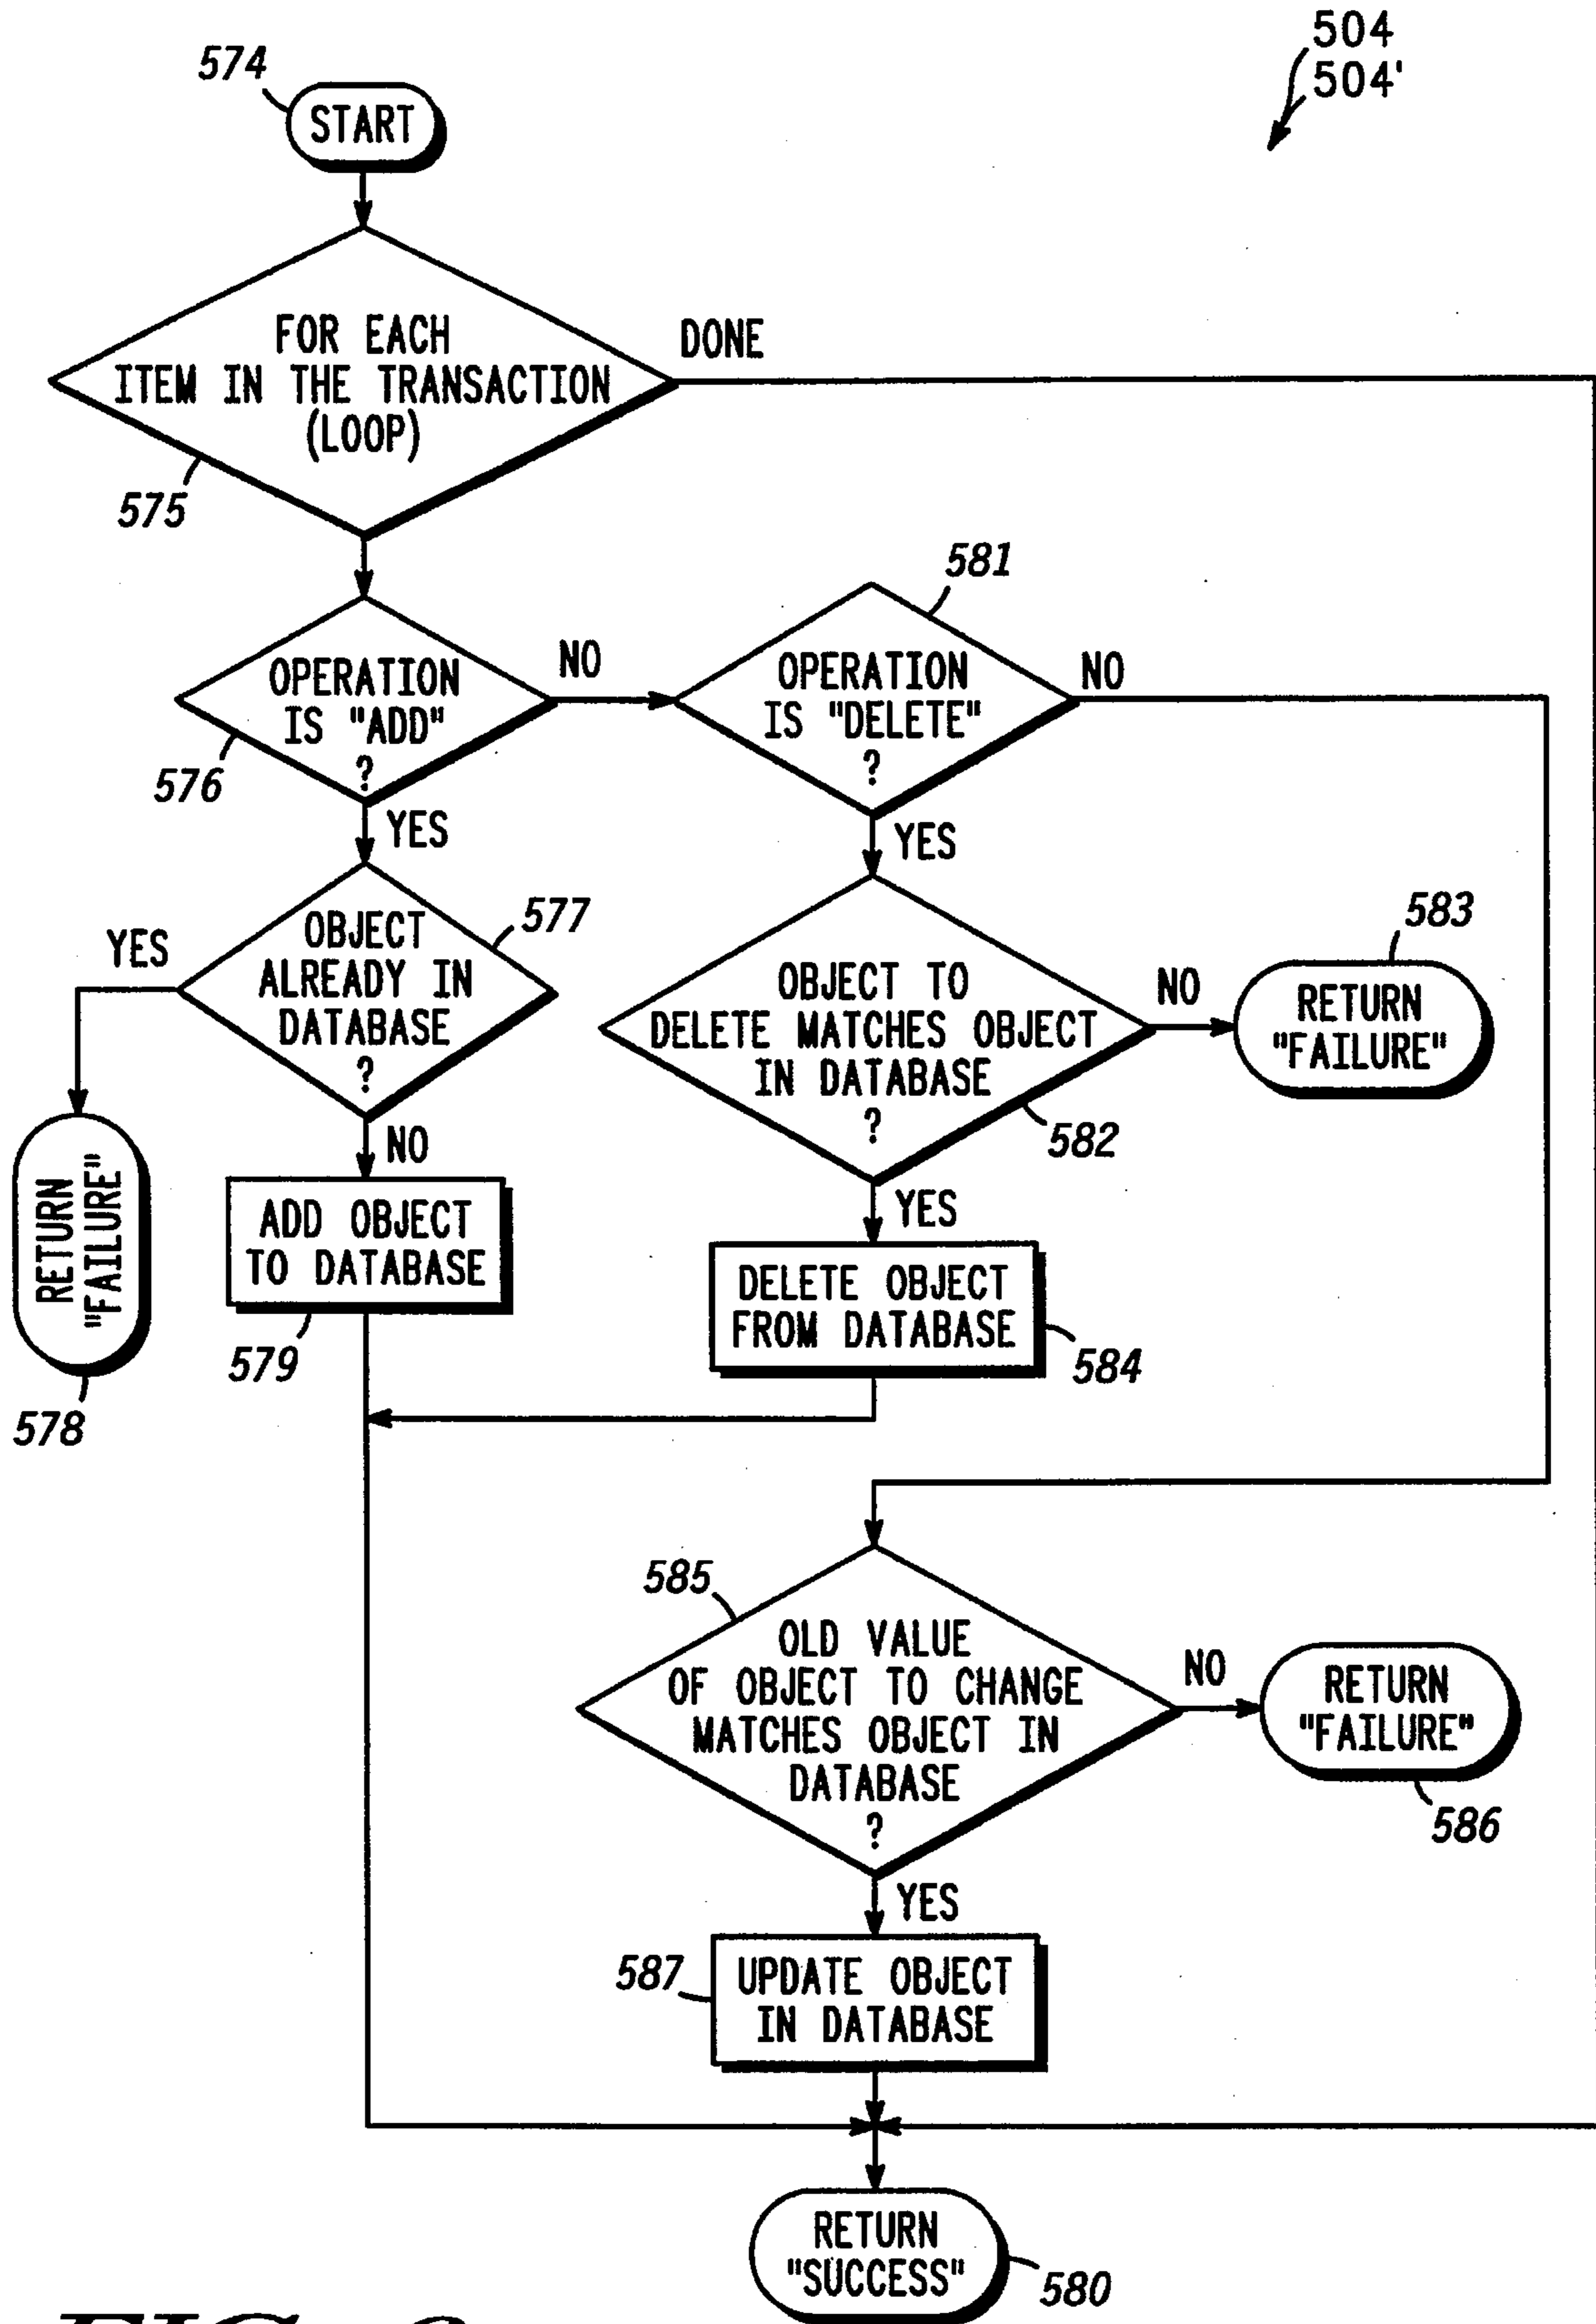 504
504'
574
START
FOR EACH
ITEM IN THE TRANSACTION
(LOOP)
DONE
575
OPERATION
IS "ADD"
?
576
NO
581
OPERATION
IS "DELETE"
?
NO
YES
YES
OBJECT
ALREADY IN
DATABASE
?
577
YES
NO
RETURN
"FAILURE"
578
ADD OBJECT
TO DATABASE
579
OBJECT TO
DELETE MATCHES OBJECT
IN DATABASE
?
582
NO
583
RETURN
"FAILURE"
YES
DELETE OBJECT
FROM DATABASE
584
585
OLD VALUE
OF OBJECT TO CHANGE
MATCHES OBJECT IN
DATABASE
?
NO
RETURN
"FAILURE"
586
YES
587
UPDATE OBJECT
IN DATABASE
RETURN
"SUCCESS"
580